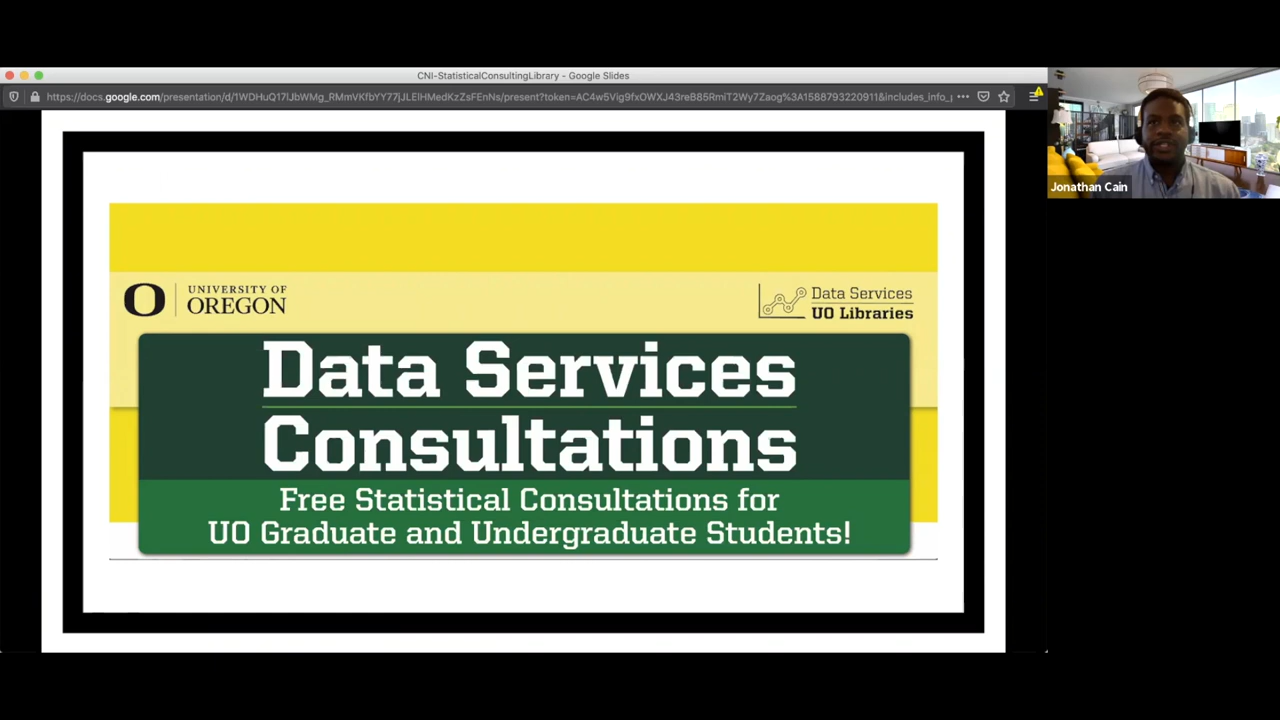 CNI-StatisticalConsultingLibrary - Google Slides
Jonathan Cain
UNIVERSITY OF
OREGON
Data Services
UO Libraries
Data Services
Consultations
Free Statistical Consultations for
UO Graduate and Undergraduate Students!